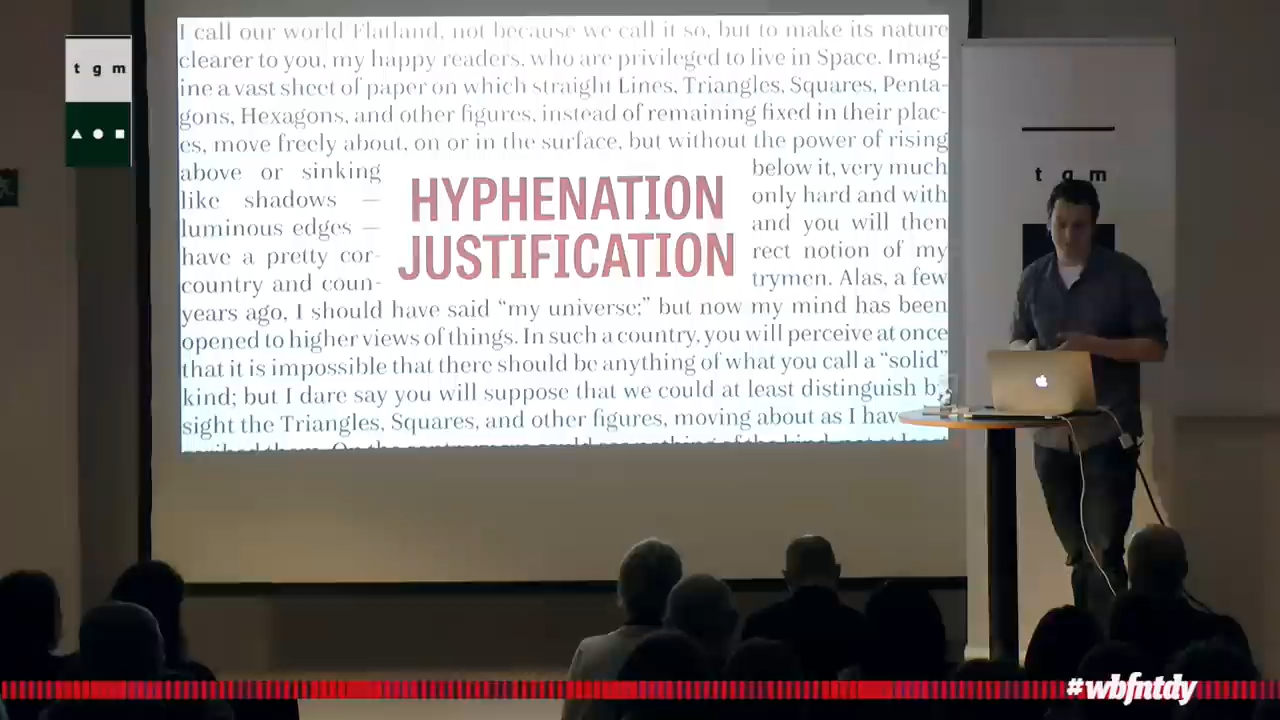 t g m
I call our world Flatland, not because we call it so, but to make its nature
clearer to you, my happy readers, who are privileged to live in Space. Imag-
ine a vast sheet of paper on which straight Lines, Triangles, Squares, Penta-
gons, Hexagons, and other figures, instead of remaining fixed in their plac-
es, move freely about, on or in the surface, but without the power of rising
above or sinking
like shadows —
luminous edges —
have a pretty cor-
country and coun-
HYPHENATION
JUSTIFICATION
below it, very much
only hard and with
and you will then
rect notion of my
trymen. Alas, a few
years ago, I should have said “my universe:” but now my mind has been
opened to higher views of things. In such a country, you will perceive at once
that it is impossible that there should be anything of what you call a “solid”
kind; but I dare say you will suppose that we could at least distinguish by
sight the Triangles, Squares, and other figures, moving about as I have
t g m
#wbfntdy